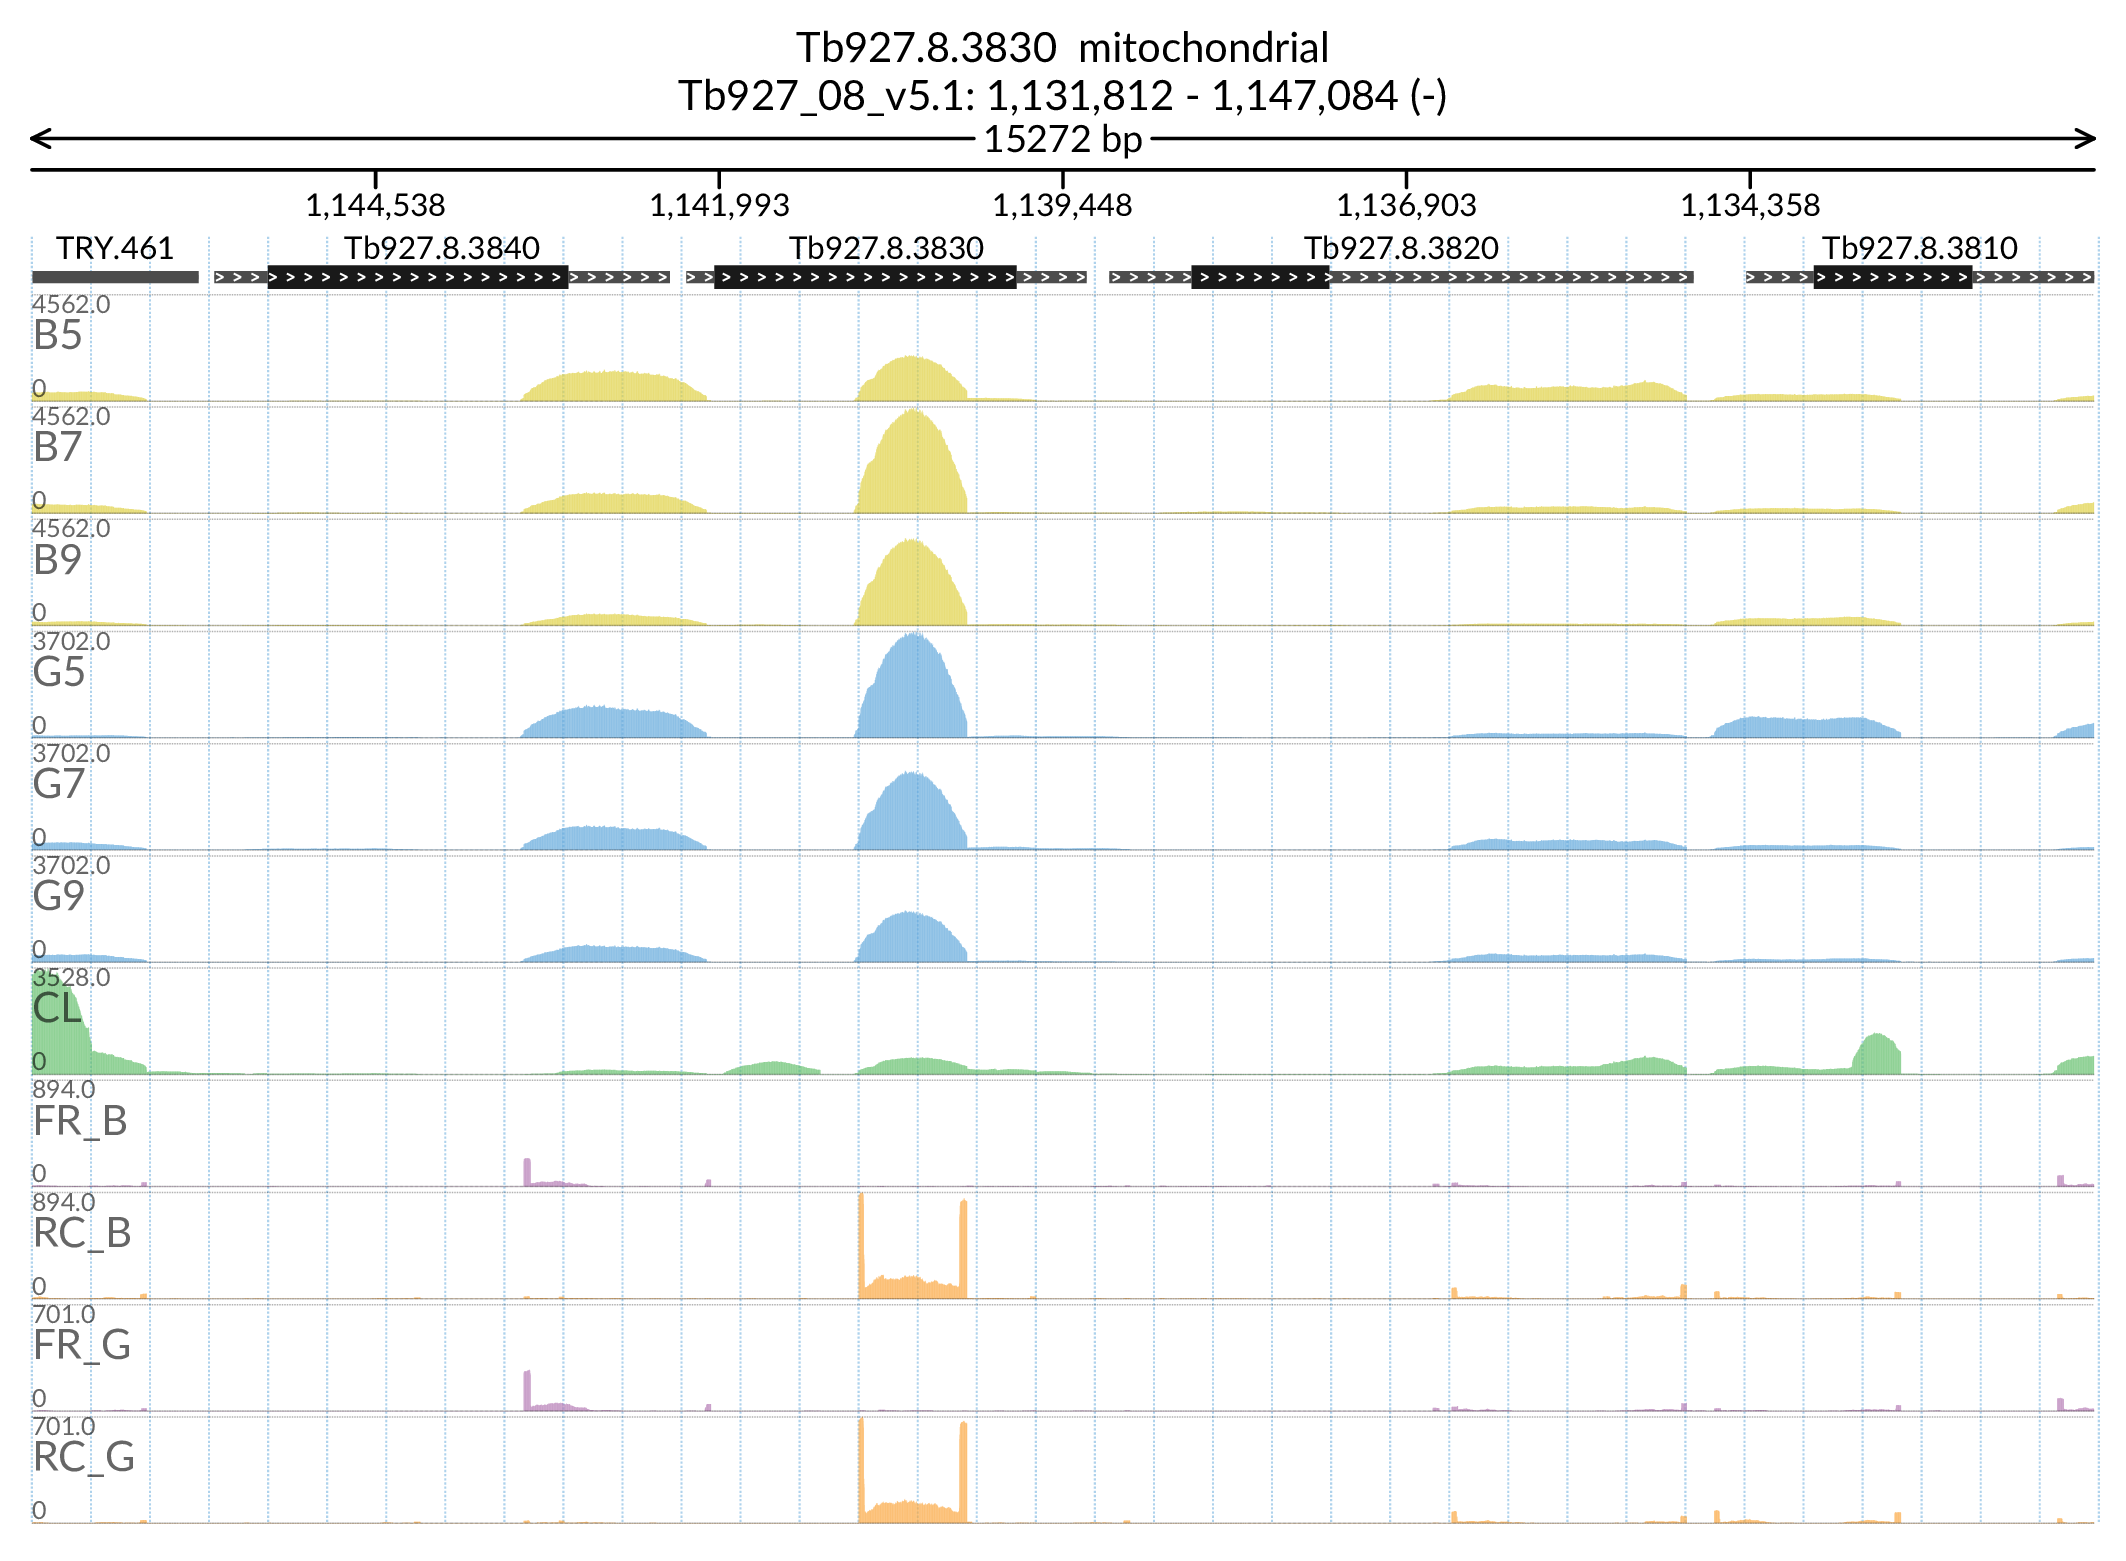 Tb927.8.3830 mitochondrial
Tb927_08_v5.1: 1,131,812 - 1,147,084 (-)
15272 bp
1,144,538 1,141,993 1,139,448 1,136,903 1,134,358
TRY.461 Tb927.8.3840 Tb927.8.3830 Tb927.8.3820 Tb927.8.3810
4562.0
B5
0
4562.0
B7
0
4562.0
B9
0
3702.0
G5
0
3702.0
G7
0
3702.0
G9
0
3528.0
CL
0
894.0
FR_B
0
894.0
RC_B
0
701.0
FR_G
0
701.0
RC_G
0